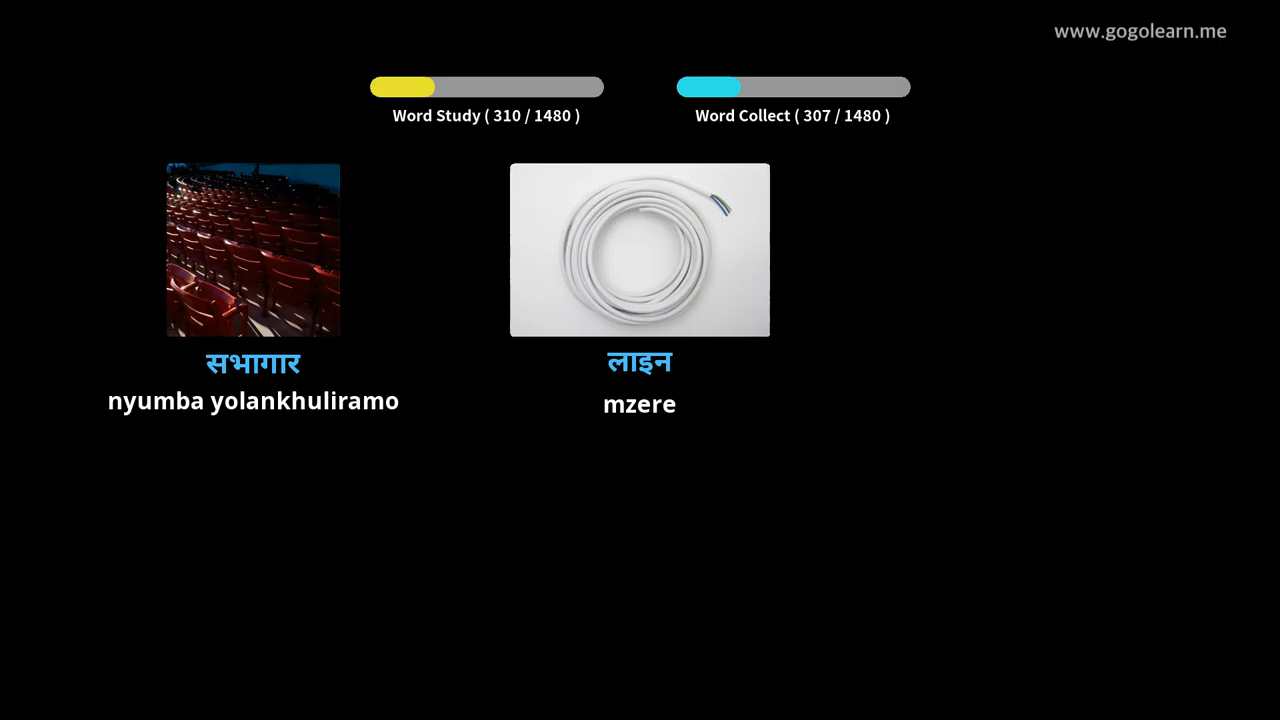 www.gogolearn.me
Word Study ( 310 / 1480 )
Word Collect ( 307 / 1480 )
सभागार
nyumba yolankhuliramo
लाइन
mzere